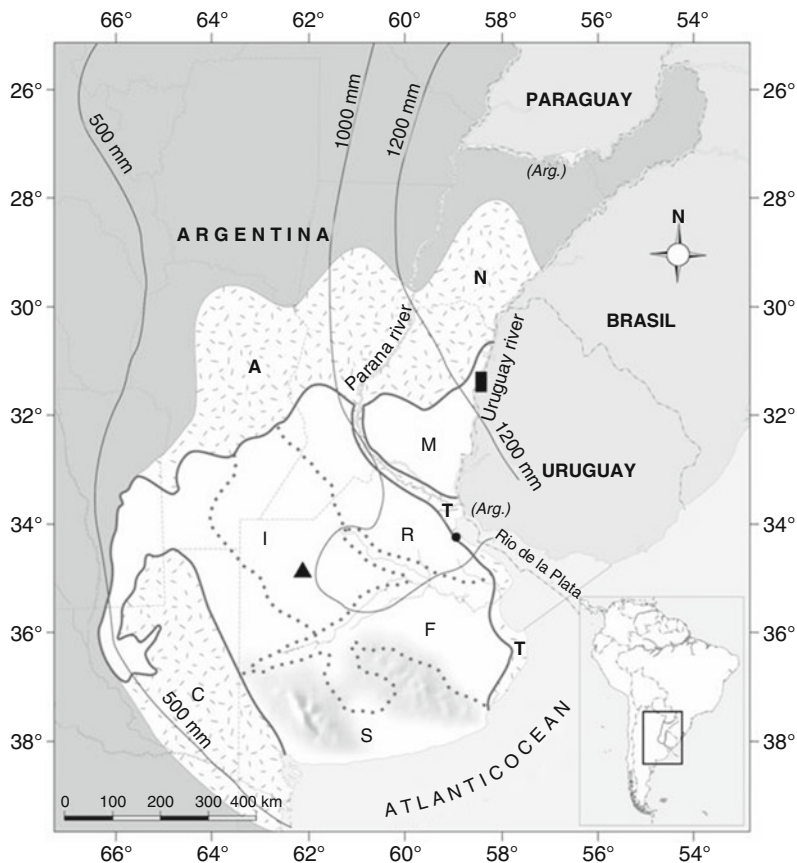 66° 64° 62° 60° 58° 56° 54°
26° 26°
28° 28°
30° 30°
32° 32°
34° 34°
36° 36°
38° 38°
500 mm
1000 mm
1200 mm
PARAGUAY
(Arg.)
ARGENTINA
N
N
BRASIL
A
Parana river
Uruguay river
M
1200 mm
URUGUAY
T
(Arg.)
I
R
Rio de la Plata
F
T
C
500 mm
S
ATLANTICOCEAN
0 100 200 300 400 km
66° 64° 62° 60° 58° 56° 54°